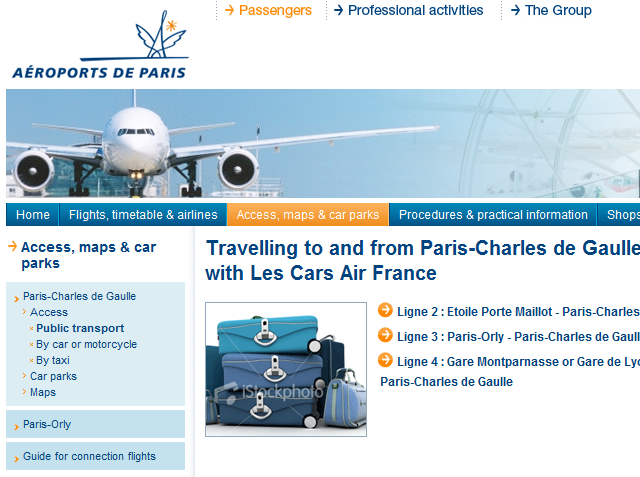 Passengers
Professional activities
The Group
AÉROPORTS DE PARIS
Home
Flights, timetable & airlines
Access, maps & car parks
Procedures & practical information
Shops
Access, maps & car
parks
Paris-Charles de Gaulle
Access
Public transport
By car or motorcycle
By taxi
Car parks
Maps
Paris-Orly
Guide for connection flights
Travelling to and from Paris-Charles de Gaulle
with Les Cars Air France
iStockphoto
Ligne 2 : Etoile Porte Maillot - Paris-Charles
Ligne 3 : Paris-Orly - Paris-Charles de Gaull
Ligne 4 : Gare Montparnasse or Gare de Lyo
Paris-Charles de Gaulle